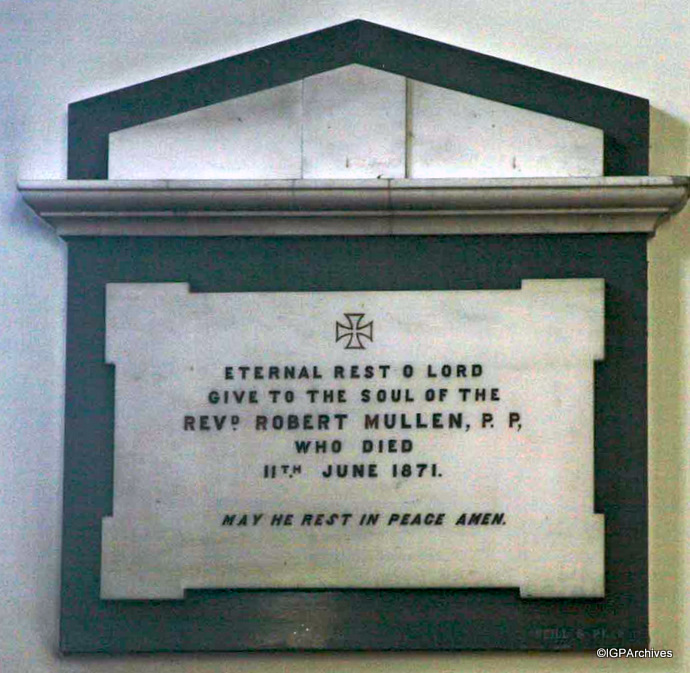 ETERNAL REST O LORD
GIVE TO THE SOUL OF THE
REVD ROBERT MULLEN, P. P,
WHO DIED
11TH JUNE 1871.
MAY HE REST IN PEACE AMEN.
©IGPArchives